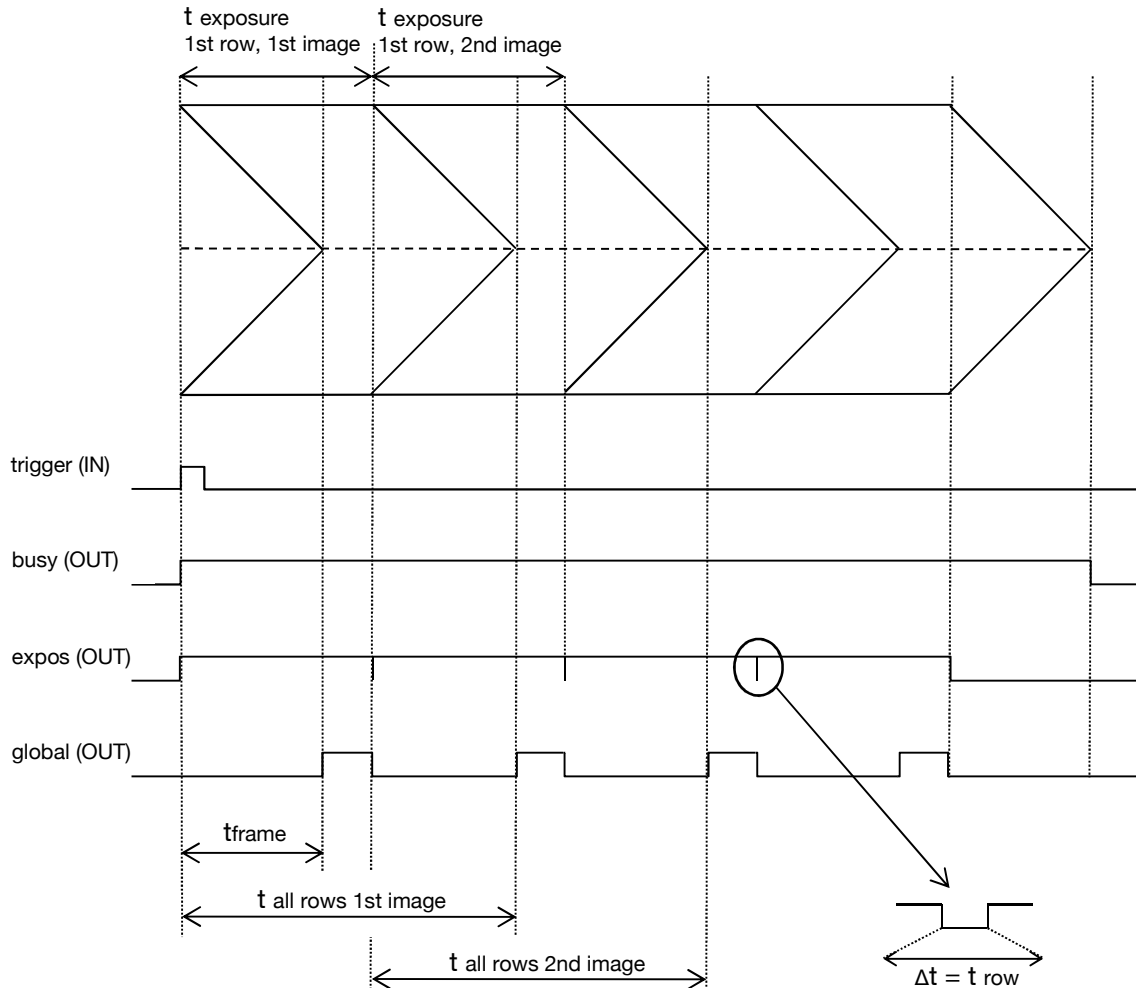 t exposure
1st row, 1st image
t exposure
1st row, 2nd image
trigger (IN)
busy (OUT)
expos (OUT)
global (OUT)
tframe
t all rows 1st image
t all rows 2nd image
Δt = t row